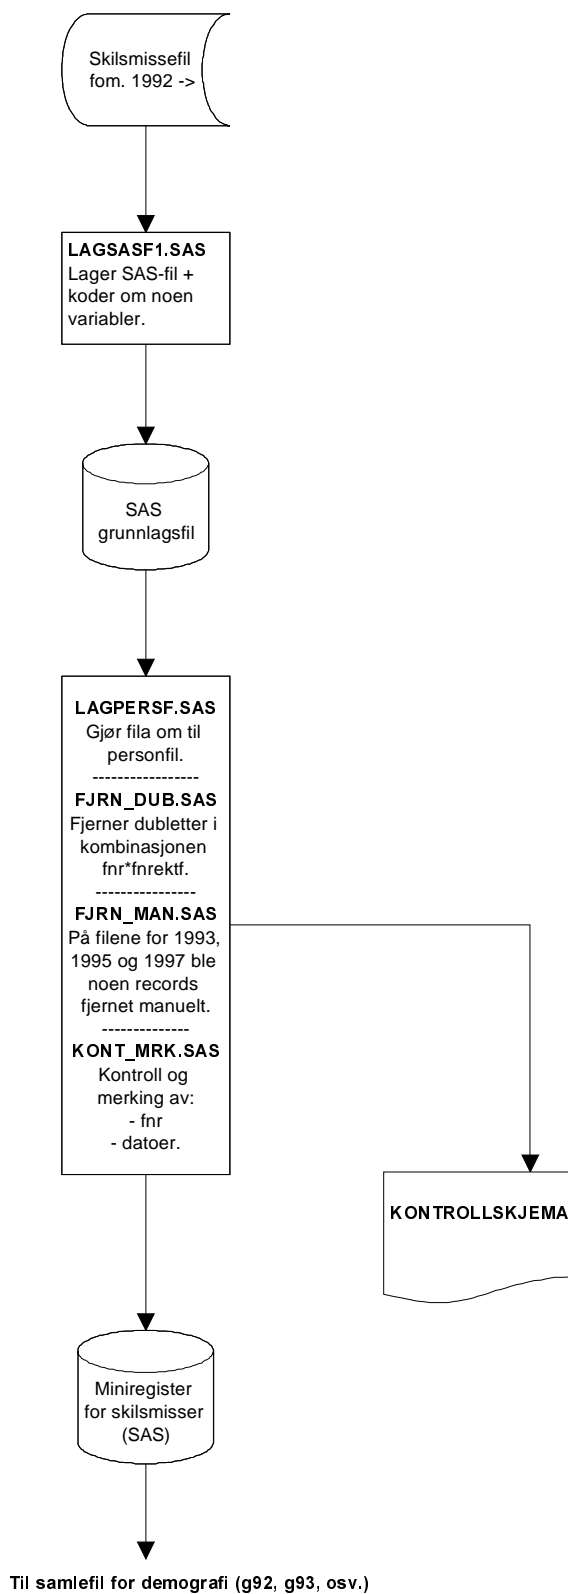 Skilsmissefil
fom. 1992 ->
LAGSASF1.SAS
Lager SAS-fil +
koder om noen
variabler.
SAS
grunnlagsfil
LAGPERSF.SAS
Gjør fila om til
personfil.
-----------------
FJRN_DUB.SAS
Fjerner dubletter i
kombinasjonen
fnr*fnrektf.
----------------
FJRN_MAN.SAS
På filene for 1993,
1995 og 1997 ble
noen records
fjernet manuelt.
--------------
KONT_MRK.SAS
Kontroll og
merking av:
- fnr
- datoer.
KONTROLLSKJEMA
Miniregister
for skilsmisser
(SAS)
Til samlefil for demografi (g92, g93, osv.)